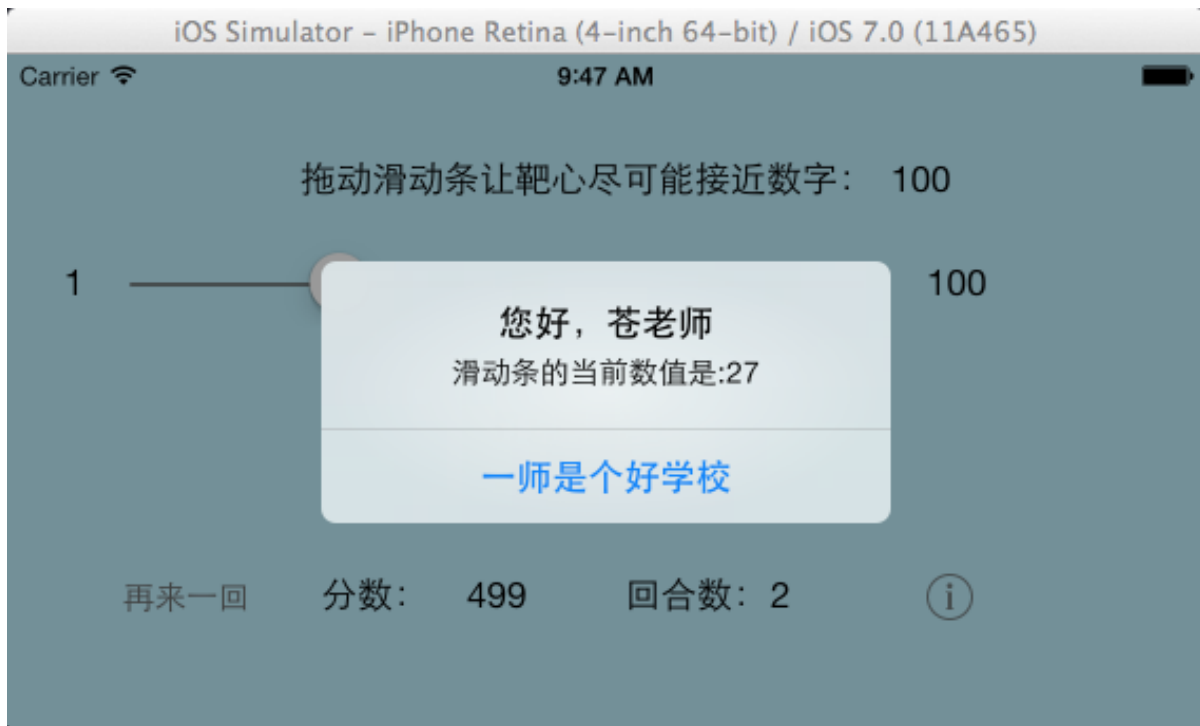 iOS Simulator – iPhone Retina (4-inch 64-bit) / iOS 7.0 (11A465)
Carrier 9:47 AM
拖动滑动条让靶心尽可能接近数字： 100
1 100
您好，苍老师
滑动条的当前数值是:27
一师是个好学校
再来一回 分数： 499 回合数：2 i